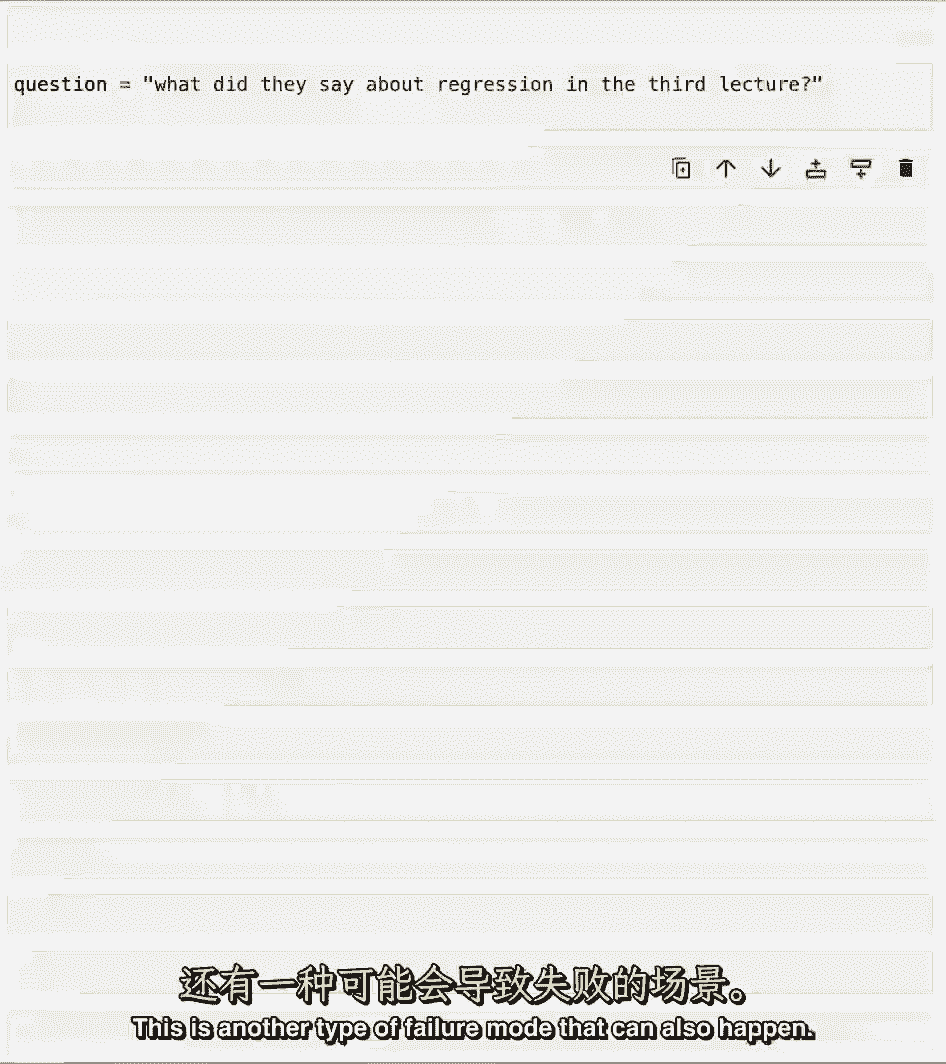 question = "what did they say about regression in the third lecture?"
还有一种可能会导致失败的场景。
This is another type of failure mode that can also happen.